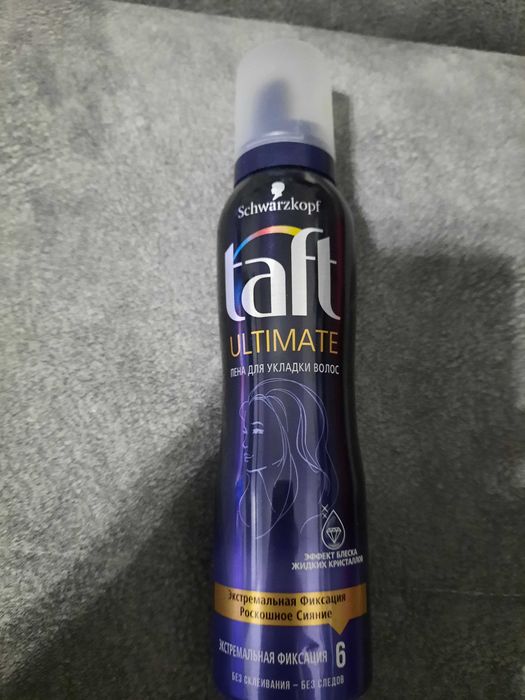 Schwarzkopf
taft
ULTIMATE
ПЕНА ДЛЯ УКЛАДКИ ВОЛОС
ЭФФЕКТ БЛЕСКА
ЖИДКИХ КРИСТАЛЛОВ
Экстремальная Фиксация
Роскошное Сияние
ЭКСТРЕМАЛЬНАЯ ФИКСАЦИЯ 6
БЕЗ СКЛЕИВАНИЯ – БЕЗ СЛЕДОВ